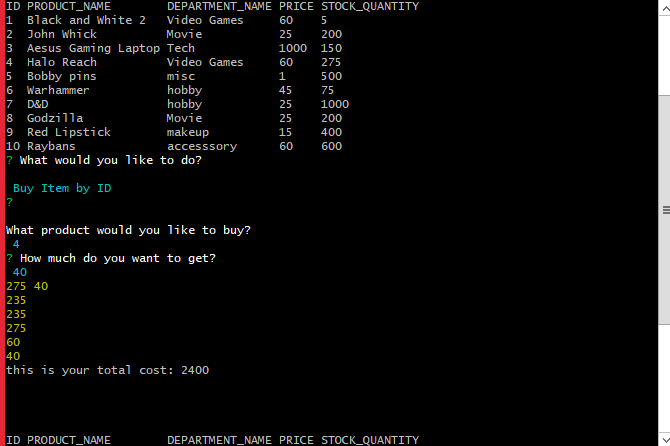 ID PRODUCT_NAME DEPARTMENT_NAME PRICE STOCK_QUANTITY
1 Black and White 2 Video Games 60 5
2 John Whick Movie 25 200
3 Aesus Gaming Laptop Tech 1000 150
4 Halo Reach Video Games 60 275
5 Bobby pins misc 1 500
6 Warhammer hobby 45 75
7 D&D hobby 25 1000
8 Godzilla Movie 25 200
9 Red Lipstick makeup 15 400
10 Raybans accesssory 60 600
? What would you like to do?
Buy Item by ID
?
What product would you like to buy?
4
? How much do you want to get?
40
275 40
235
235
275
60
40
this is your total cost: 2400
ID PRODUCT_NAME DEPARTMENT_NAME PRICE STOCK_QUANTITY